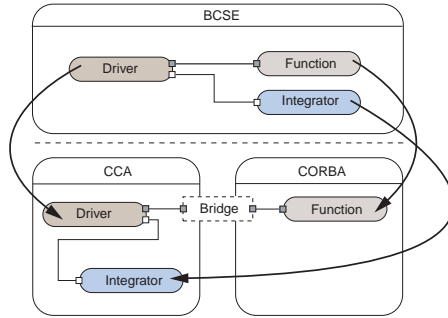 BCSE
Driver
Function
Integrator
CCA
CORBA
Driver
Bridge
Function
Integrator